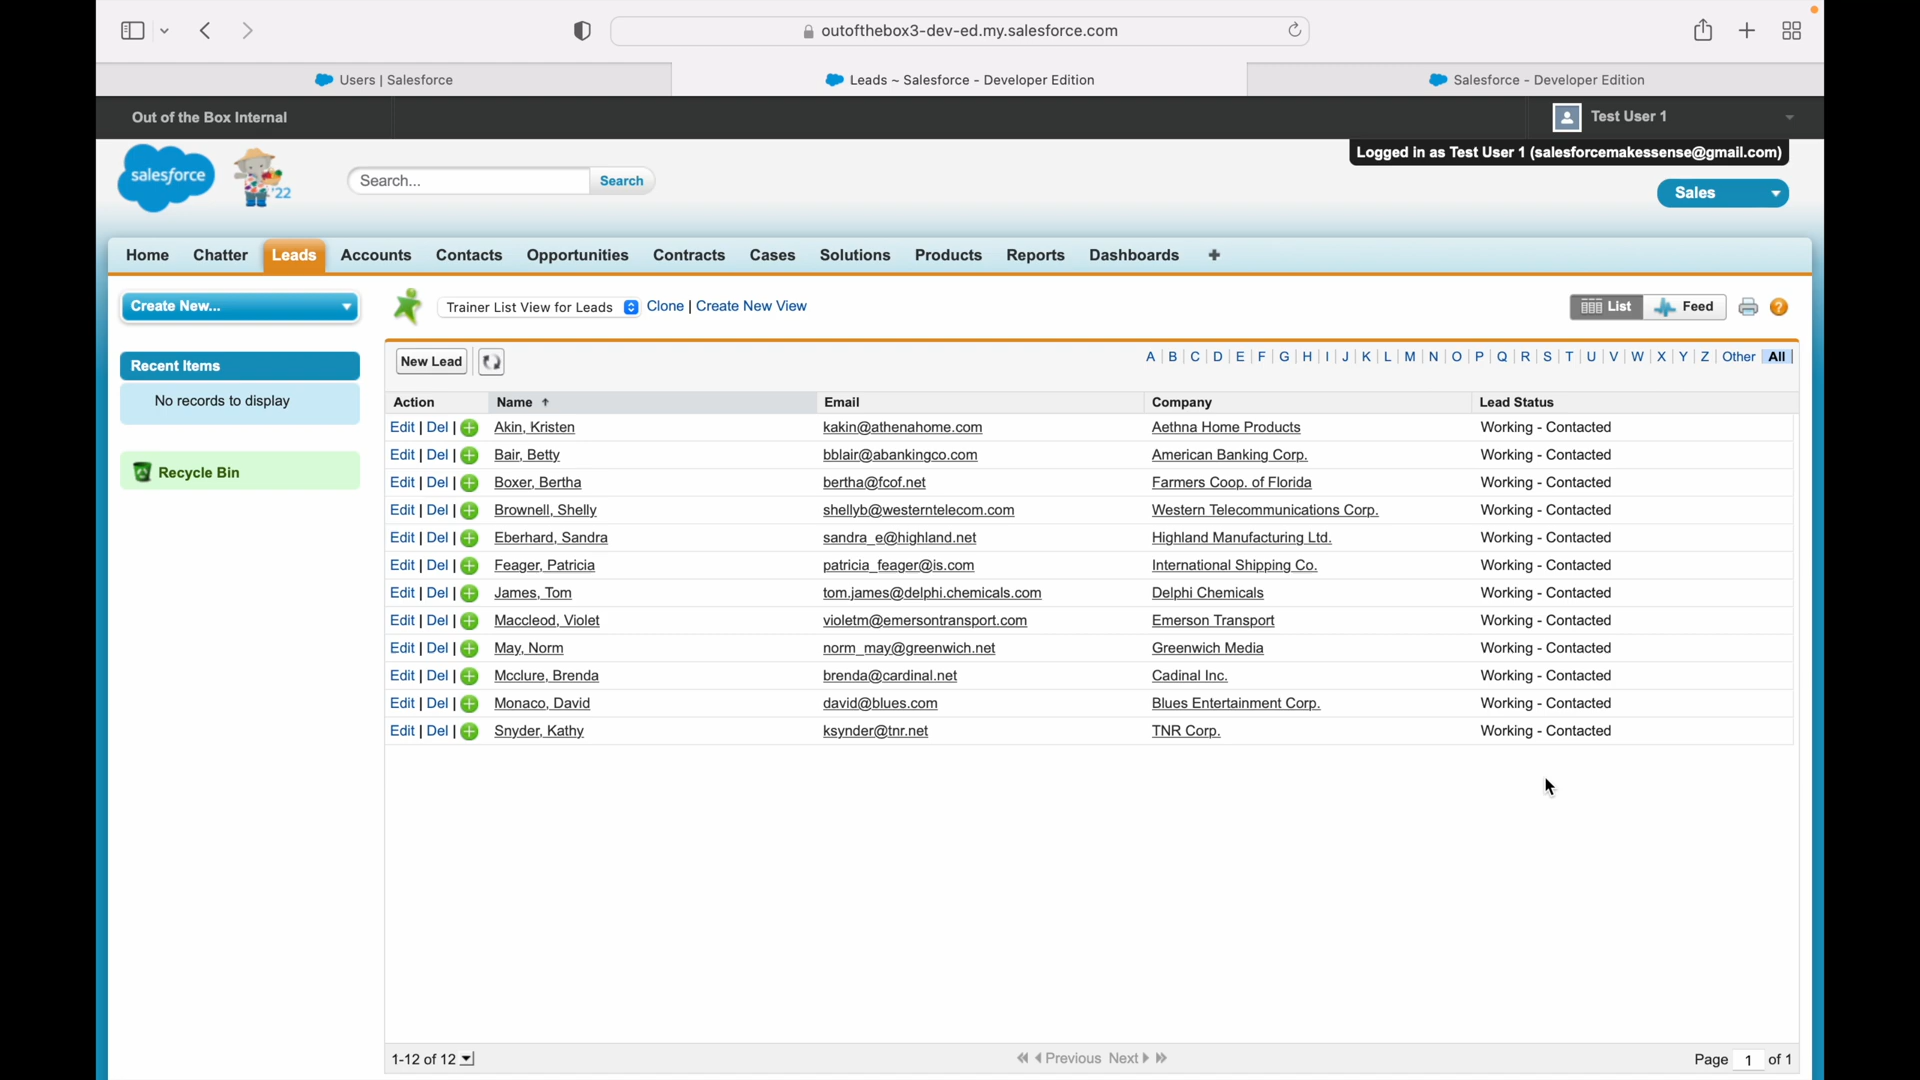 outofthebox3-dev-ed.my.salesforce.com
Users | Salesforce
Leads ~ Salesforce - Developer Edition
Salesforce - Developer Edition
Out of the Box Internal
Test User 1
Logged in as Test User 1 (salesforcemakessense@gmail.com)
salesforce
'22
Search...
Search
Sales
Home Chatter Leads Accounts Contacts Opportunities Contracts Cases Solutions Products Reports Dashboards +
Create New...
Trainer List View for Leads Clone | Create New View
List Feed ?
Recent Items
No records to display
Recycle Bin
New Lead
A | B | C | D | E | F | G | H | I | J | K | L | M | N | O | P | Q | R | S | T | U | V | W | X | Y | Z | Other All |
Action Name Email Company Lead Status
Edit | Del | Akin, Kristen kakin@athenahome.com Aethna Home Products Working - Contacted
Edit | Del | Bair, Betty bblair@abankingco.com American Banking Corp. Working - Contacted
Edit | Del | Boxer, Bertha bertha@fcof.net Farmers Coop. of Florida Working - Contacted
Edit | Del | Brownell, Shelly shellyb@westerntelecom.com Western Telecommunications Corp. Working - Contacted
Edit | Del | Eberhard, Sandra sandra_e@highland.net Highland Manufacturing Ltd. Working - Contacted
Edit | Del | Feager, Patricia patricia_feager@is.com International Shipping Co. Working - Contacted
Edit | Del | James, Tom tom.james@delphi.chemicals.com Delphi Chemicals Working - Contacted
Edit | Del | Maccleod, Violet violetm@emersontransport.com Emerson Transport Working - Contacted
Edit | Del | May, Norm norm_may@greenwich.net Greenwich Media Working - Contacted
Edit | Del | Mcclure, Brenda brenda@cardinal.net Cadinal Inc. Working - Contacted
Edit | Del | Monaco, David david@blues.com Blues Entertainment Corp. Working - Contacted
Edit | Del | Snyder, Kathy ksynder@tnr.net TNR Corp. Working - Contacted
1-12 of 12
Previous Next
Page 1 of 1